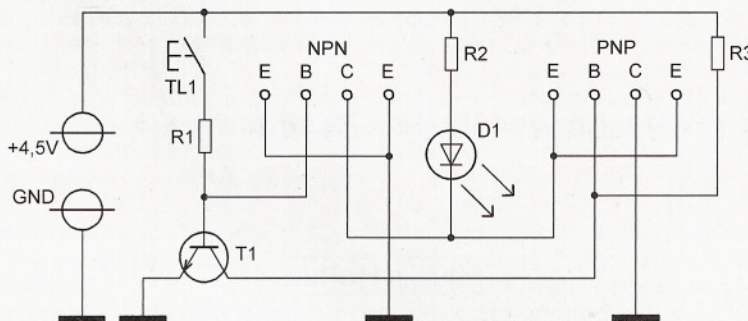 NPN
PNP
R2
R3
E B C E
E B C E
TL1
R1
D1
+4,5V
GND
T1